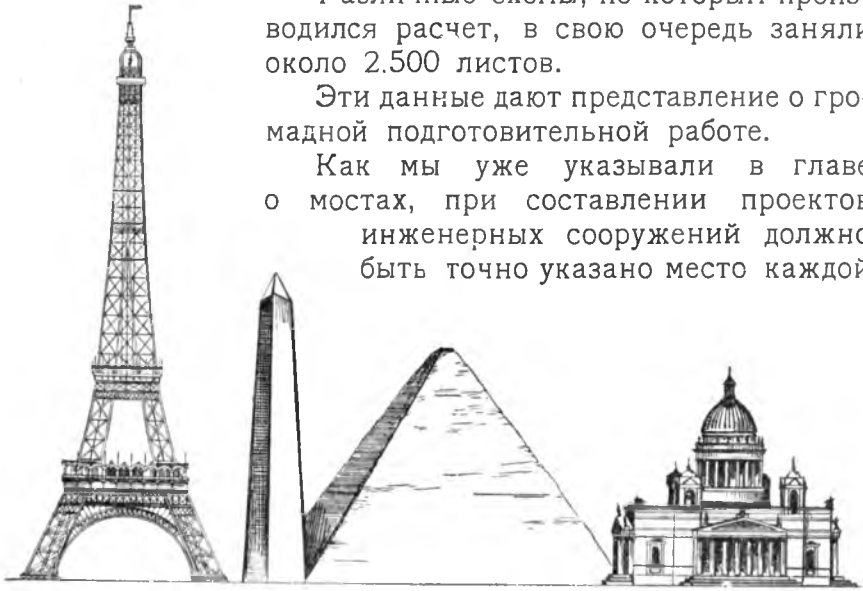 водился расчет, в свою очередь заняли
около 2.500 листов.
Эти данные дают представление о гро-
мадной подготовительной работе.
Как мы уже указывали в главе
о мостах, при составлении проектов
инженерных сооружений должно
быть точно указано место каждой